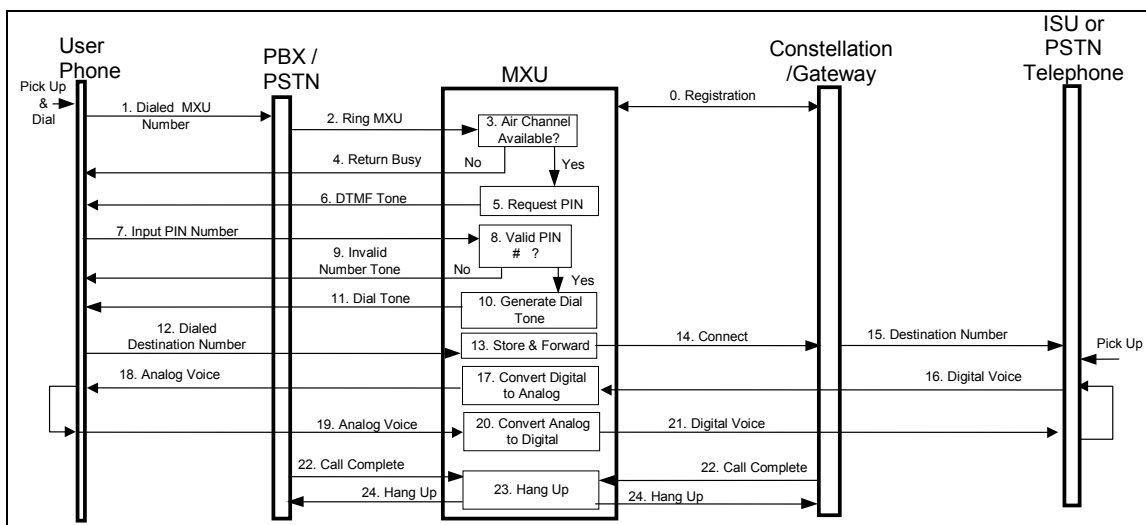 User
Phone
PBX /
PSTN
MXU
Constellation
/Gateway
ISU or
PSTN
Telephone
Pick Up
&
Dial
0. Registration
1. Dialed MXU
Number
2. Ring MXU
3. Air Channel
Available?
4. Return Busy
No
Yes
5. Request PIN
6. DTMF Tone
7. Input PIN Number
8. Valid PIN
# ?
9. Invalid
Number Tone
No
Yes
10. Generate Dial
Tone
11. Dial Tone
12. Dialed
Destination Number
13. Store & Forward
14. Connect
15. Destination Number
Pick Up
16. Digital Voice
17. Convert Digital
to Analog
18. Analog Voice
19. Analog Voice
20. Convert Analog
to Digital
21. Digital Voice
22. Call Complete
22. Call Complete
23. Hang Up
24. Hang Up
24. Hang Up